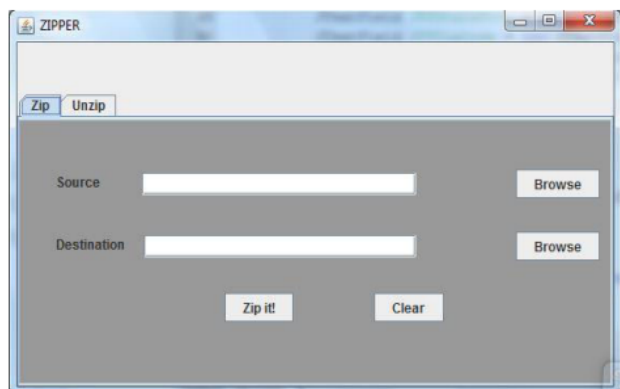 ZIPPER
Zip Unzip
Source Browse
Destination Browse
Zip it! Clear